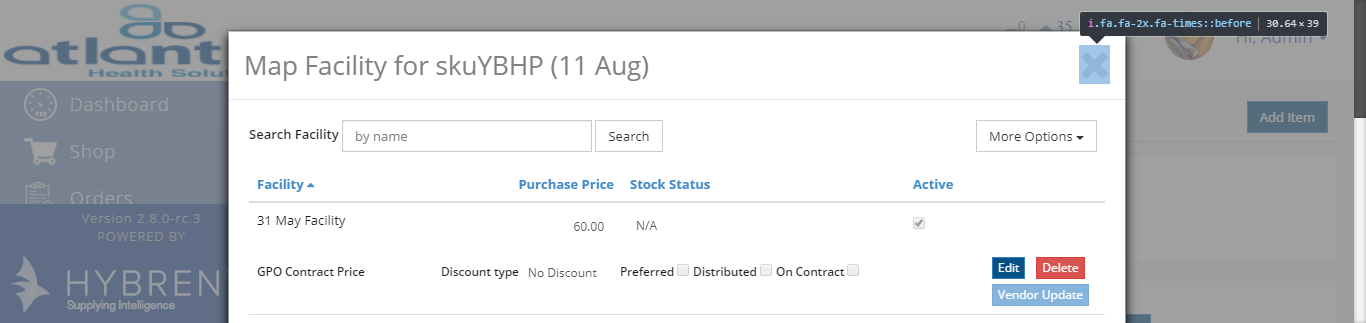 i.fa.fa-2x.fa-times::before | 30.64 × 39
atlant
Health Solu
0 35
Hi, Admin
Map Facility for skuYBHP (11 Aug)
Dashboard
Add Item
Search Facility by name Search More Options
Shop
Facility Purchase Price Stock Status Active
Orders
31 May Facility 60.00 N/A
Version 2.8.0-rc.3
POWERED BY
GPO Contract Price Discount type No Discount Preferred Distributed On Contract Edit Delete
HYBREN
Vendor Update
Supplying Intelligence